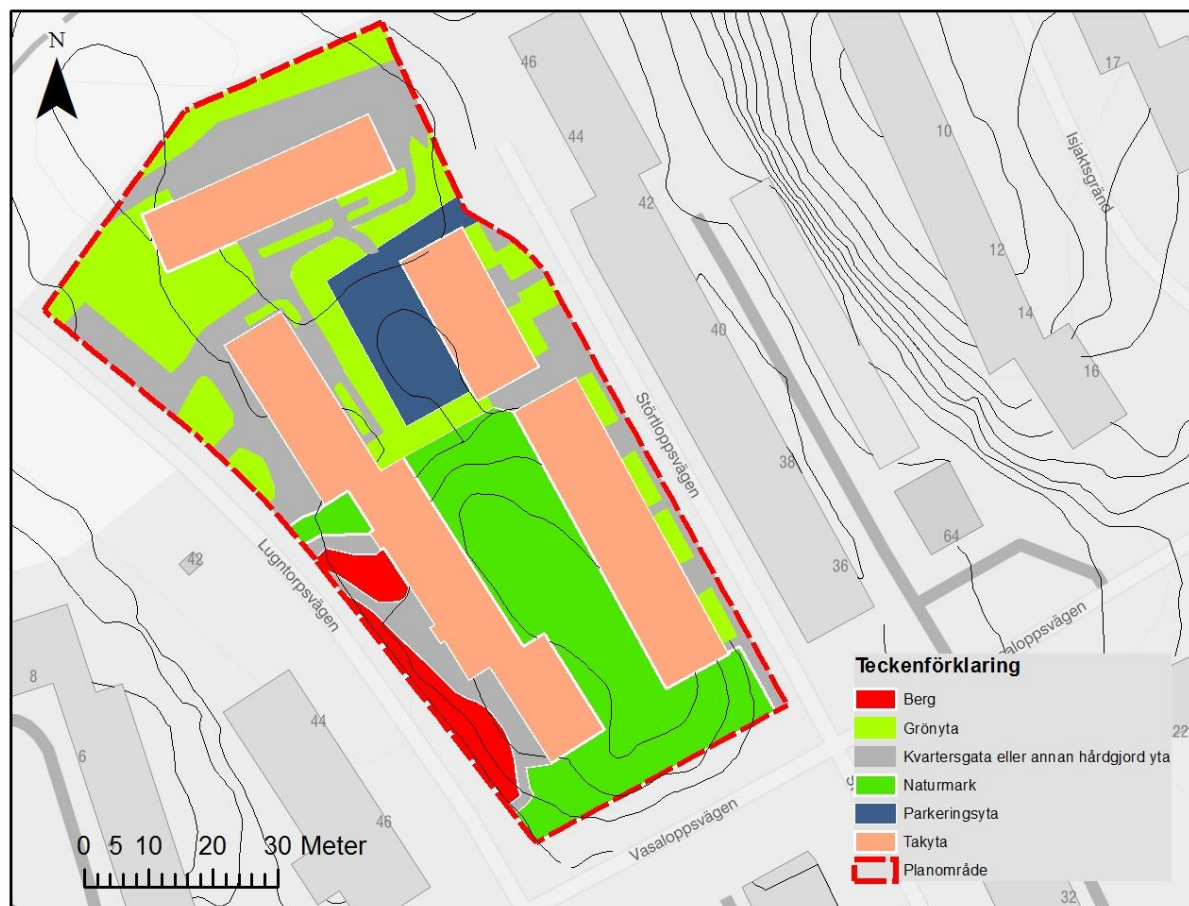 N
46
44
42
40
38
36
10
12
14
16
17
64
22
32
42
8
6
44
46
Isjaktsgränd
Störtloppsvägen
Lugntorpsvägen
Vasaloppsvägen
aloppsvägen
S
0 5 10 20 30 Meter
Teckenförklaring
Berg
Grönyta
Kvartersgata eller annan hårdgjord yta
Naturmark
Parkeringsyta
Takyta
Planområde